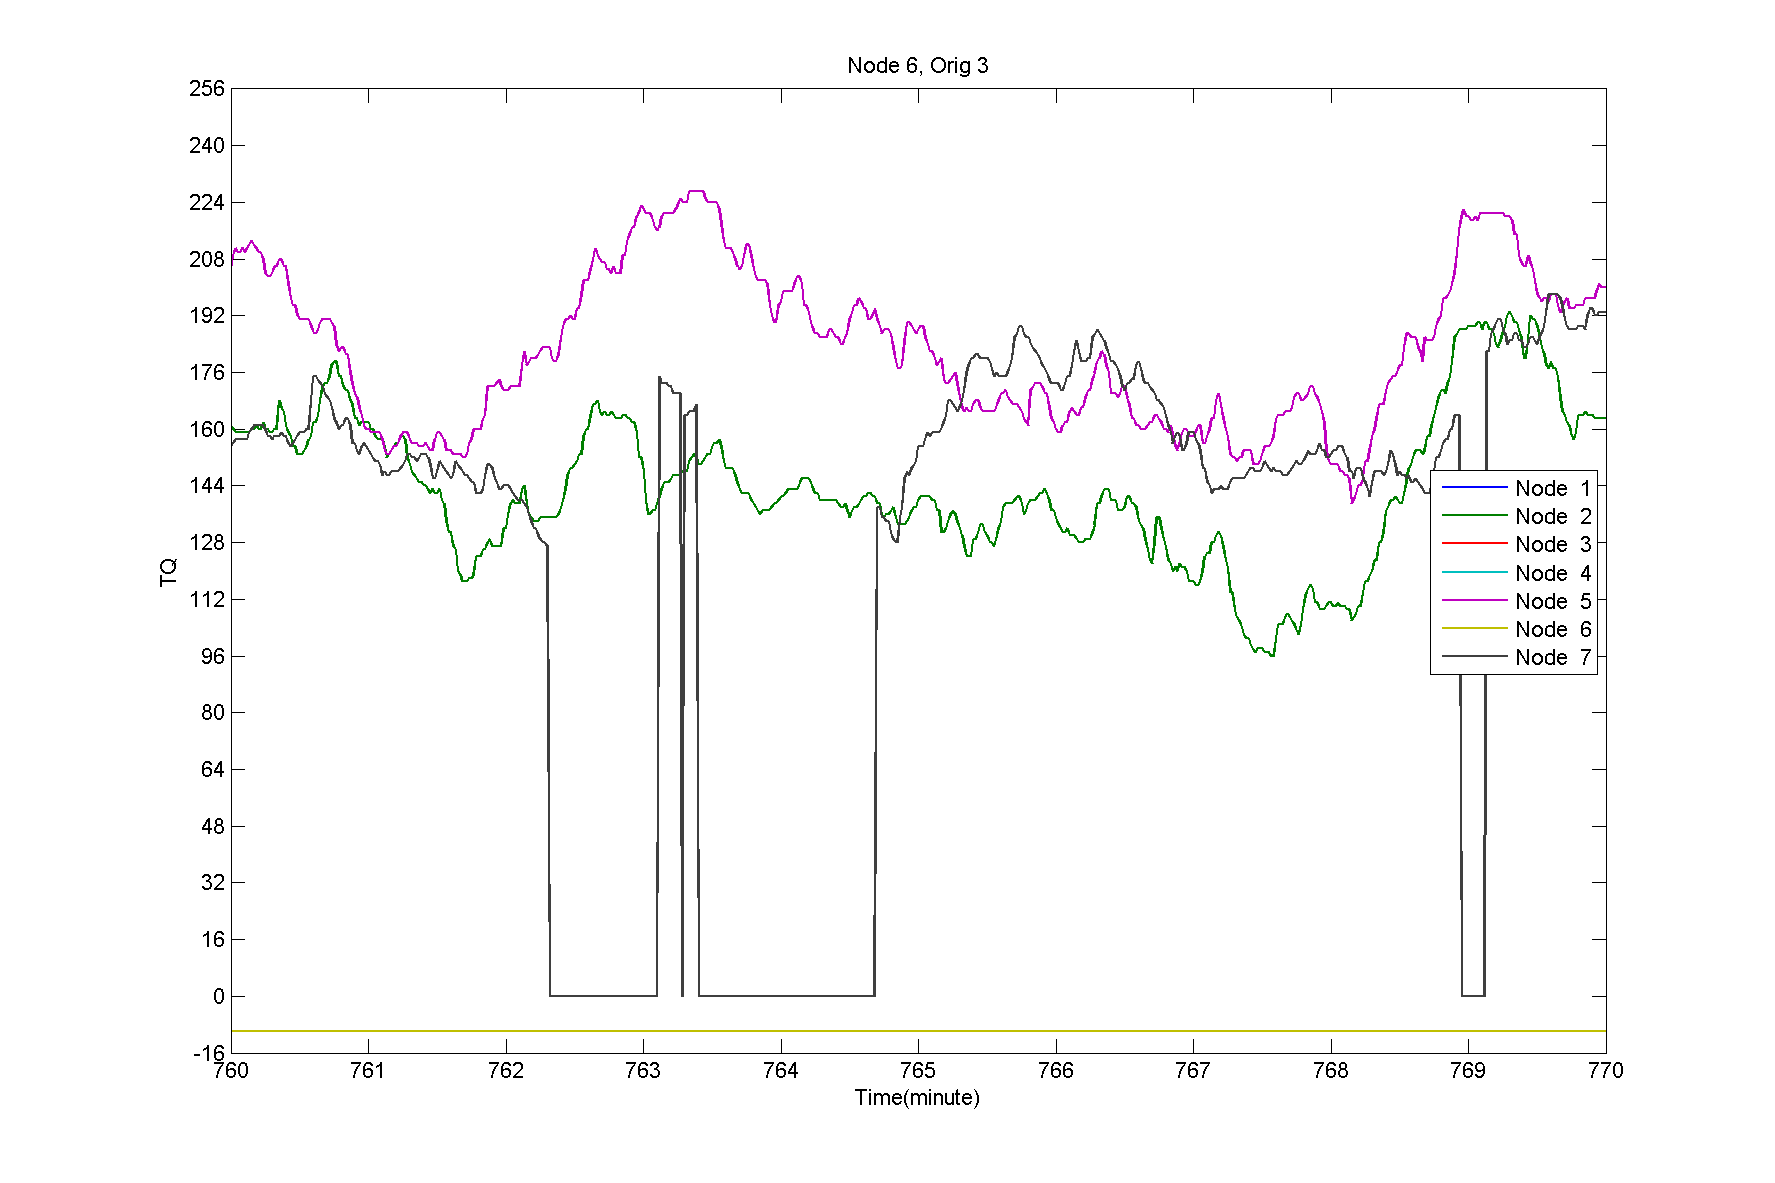 Node 6, Orig 3
256
240
224
208
192
176
160
144
128
112
96
80
64
48
32
16
0
-16
TQ
Node 1
Node 2
Node 3
Node 4
Node 5
Node 6
Node 7
760 761 762 763 764 765 766 767 768 769 770
Time(minute)